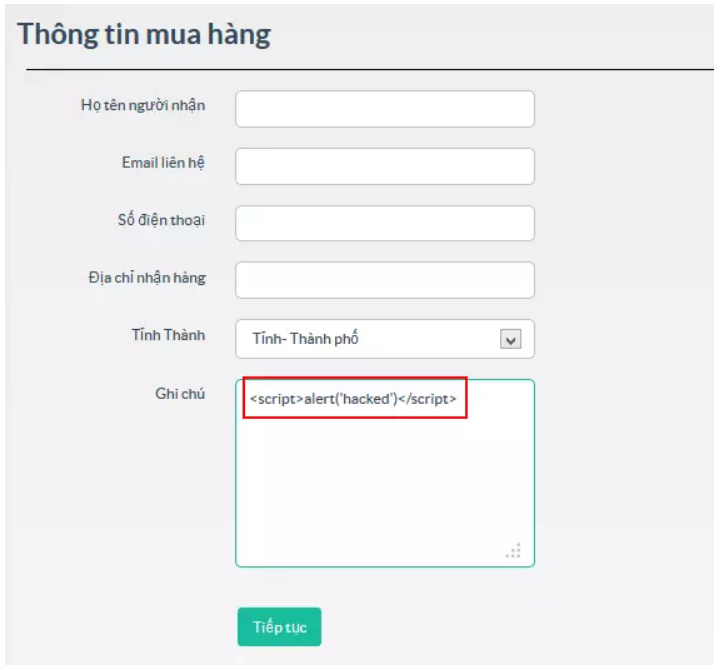 Thông tin mua hàng
Họ tên người nhận
Email liên hệ
Số điện thoại
Địa chỉ nhận hàng
Tỉnh Thành
Tỉnh- Thành phố
Ghi chú
<script>alert('hacked')</script>
Tiếp tục